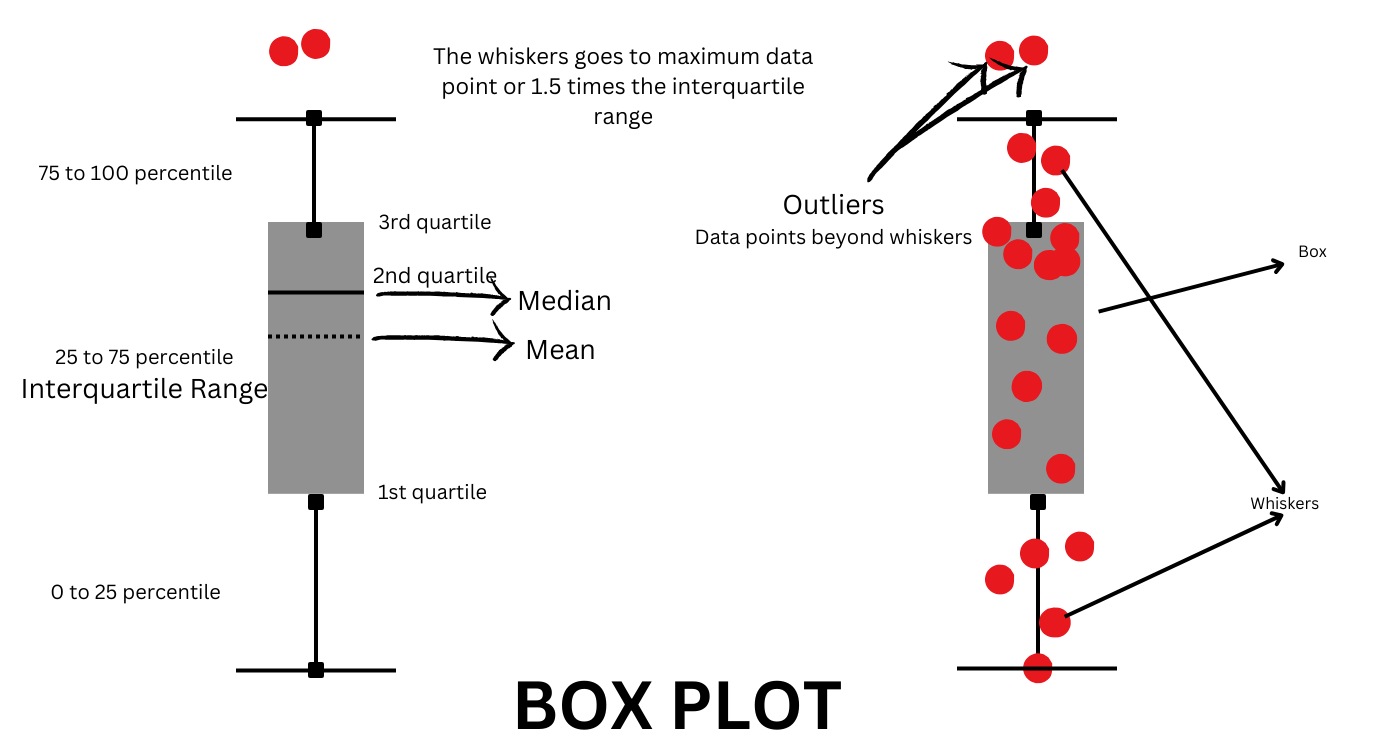 The whiskers goes to maximum data
point or 1.5 times the interquartile
range
75 to 100 percentile
3rd quartile
2nd quartile
Median
Mean
25 to 75 percentile
Interquartile Range
1st quartile
0 to 25 percentile
Outliers
Data points beyond whiskers
Box
Whiskers
BOX PLOT